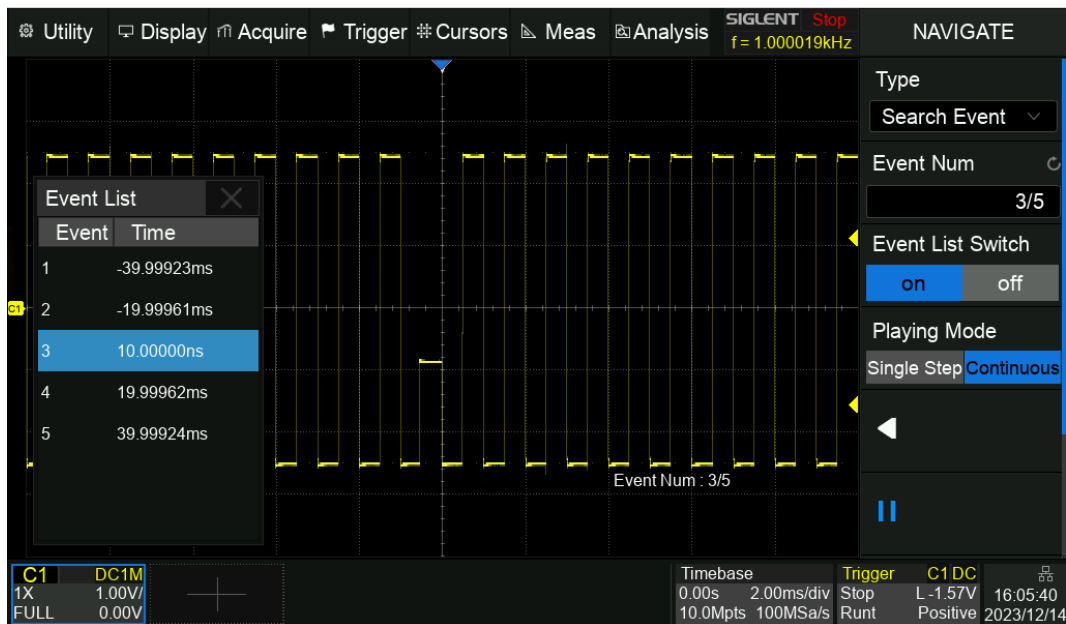 Utility Display Acquire Trigger Cursors Meas Analysis SIGLENT Stop NAVIGATE
f = 1.000019kHz
Type
Search Event
Event Num
3/5
Event List Switch
on off
Playing Mode
Single Step Continuous
Event List
Event Time
1 -39.99923ms
2 -19.99961ms
3 10.00000ns
4 19.99962ms
5 39.99924ms
C1
Event Num : 3/5
C1 DC1M
1X 1.00V/
FULL 0.00V
Timebase
0.00s 2.00ms/div
10.0Mpts 100MSa/s
Trigger C1 DC
Stop L -1.57V
Runt Positive
16:05:40
2023/12/14